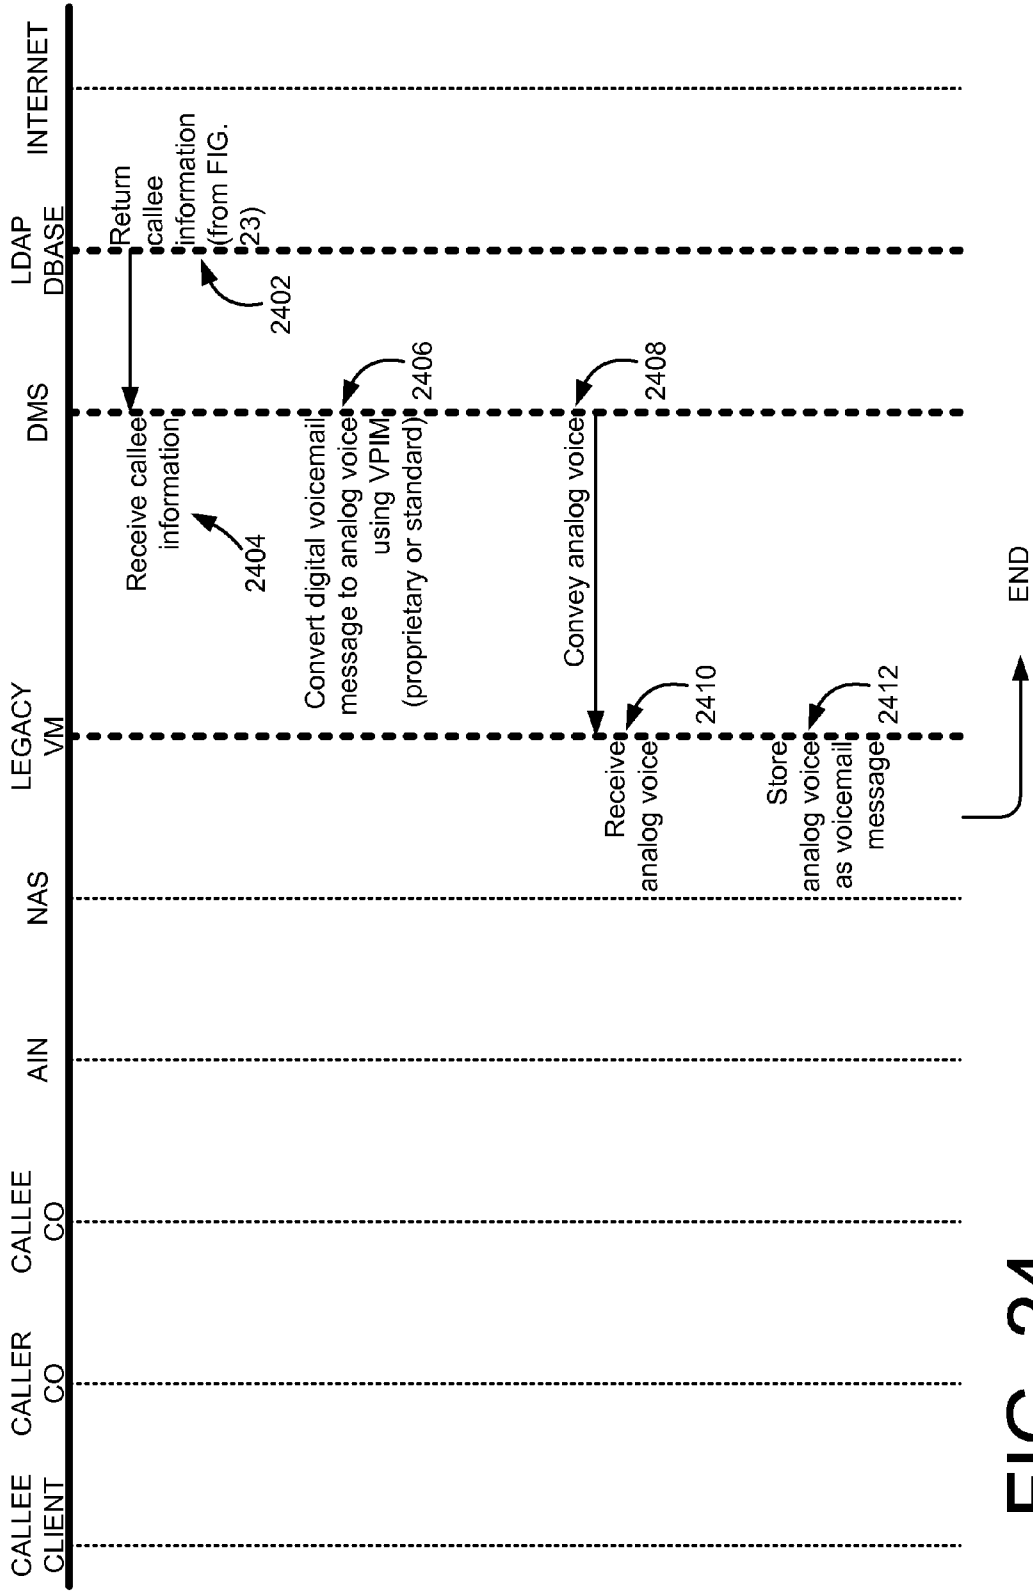 CALLEE
CLIENT
CALLER
CO
CALLEE
CO
AIN
NAS
LEGACY
VM
DMS
LDAP
DBASE
INTERNET
Return
callee
information
(from FIG.
23)
2402
Receive callee
information
2404
Convert digital voicemail
message to analog voice
using VPIM
(proprietary or standard)
2406
Convey analog voice
2408
Receive
analog voice
2410
Store
analog voice
as voicemail
message
2412
END
FIG. 24